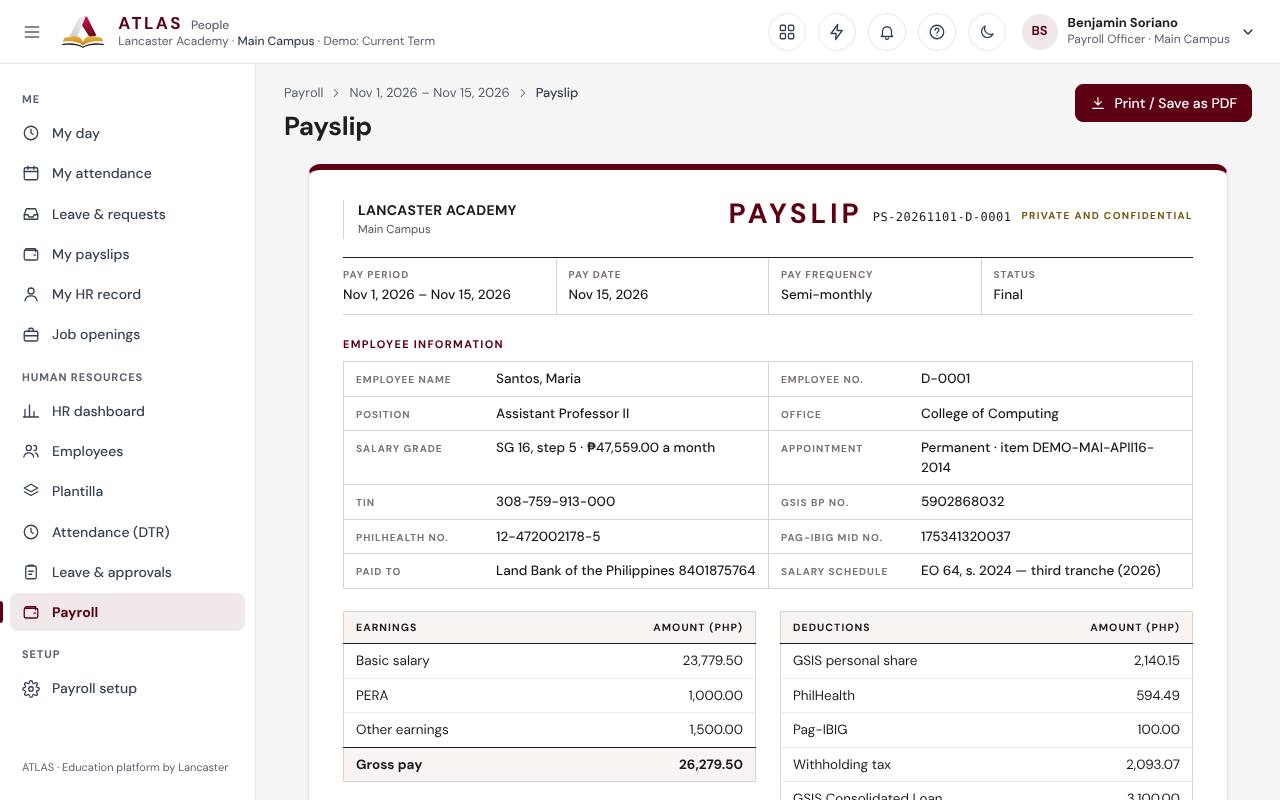 ATLAS People
Lancaster Academy · Main Campus · Demo: Current Term
BS
Benjamin Soriano
Payroll Officer · Main Campus
ME
My day
My attendance
Leave & requests
My payslips
My HR record
Job openings
HUMAN RESOURCES
HR dashboard
Employees
Plantilla
Attendance (DTR)
Leave & approvals
Payroll
SETUP
Payroll setup
ATLAS · Education platform by Lancaster
Payroll > Nov 1, 2026 – Nov 15, 2026 > Payslip
Payslip
Print / Save as PDF
LANCASTER ACADEMY
Main Campus
PAYSLIP PS-20261101-D-0001 PRIVATE AND CONFIDENTIAL
PAY PERIOD
Nov 1, 2026 – Nov 15, 2026
PAY DATE
Nov 15, 2026
PAY FREQUENCY
Semi-monthly
STATUS
Final
EMPLOYEE INFORMATION
EMPLOYEE NAME Santos, Maria
EMPLOYEE NO. D-0001
POSITION Assistant Professor II
OFFICE College of Computing
SALARY GRADE SG 16, step 5 · ₱47,559.00 a month
APPOINTMENT Permanent · item DEMO-MAI-APII16-
2014
TIN 308-759-913-000
GSIS BP NO. 5902868032
PHILHEALTH NO. 12-472002178-5
PAG-IBIG MID NO. 175341320037
PAID TO Land Bank of the Philippines 8401875764
SALARY SCHEDULE EO 64, s. 2024 — third tranche (2026)
EARNINGS AMOUNT (PHP)
Basic salary 23,779.50
PERA 1,000.00
Other earnings 1,500.00
Gross pay 26,279.50
DEDUCTIONS AMOUNT (PHP)
GSIS personal share 2,140.15
PhilHealth 594.49
Pag-IBIG 100.00
Withholding tax 2,093.07
GSIS Consolidated Loan 3,100.00